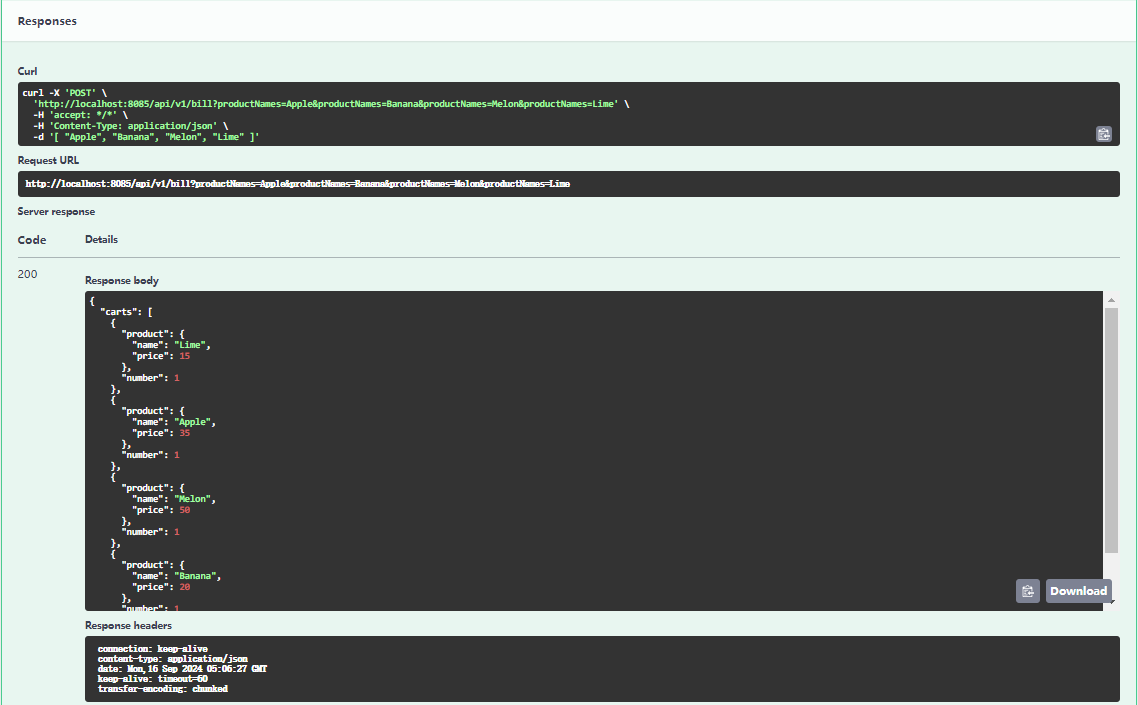 Responses
Curl
curl -X 'POST' \
  'http://localhost:8085/api/v1/bill?productNames=Apple&productNames=Banana&productNames=Melon&productNames=Lime' \
  -H 'accept: */*' \
  -H 'Content-Type: application/json' \
  -d '[ "Apple", "Banana", "Melon", "Lime" ]'
Request URL
http://localhost:8085/api/v1/bill?productNames=Apple&productNames=Banana&productNames=Melon&productNames=Lime
Server response
Code Details
200
Response body
{
  "carts": [
    {
      "product": {
        "name": "Lime",
        "price": 15
      },
      "number": 1
    },
    {
      "product": {
        "name": "Apple",
        "price": 35
      },
      "number": 1
    },
    {
      "product": {
        "name": "Melon",
        "price": 50
      },
      "number": 1
    },
    {
      "product": {
        "name": "Banana",
        "price": 20
      },
      "number": 1
Download
Response headers
connection: keep-alive
content-type: application/json
date: Mon,16 Sep 2024 05:06:27 GMT
keep-alive: timeout=60
transfer-encoding: chunked